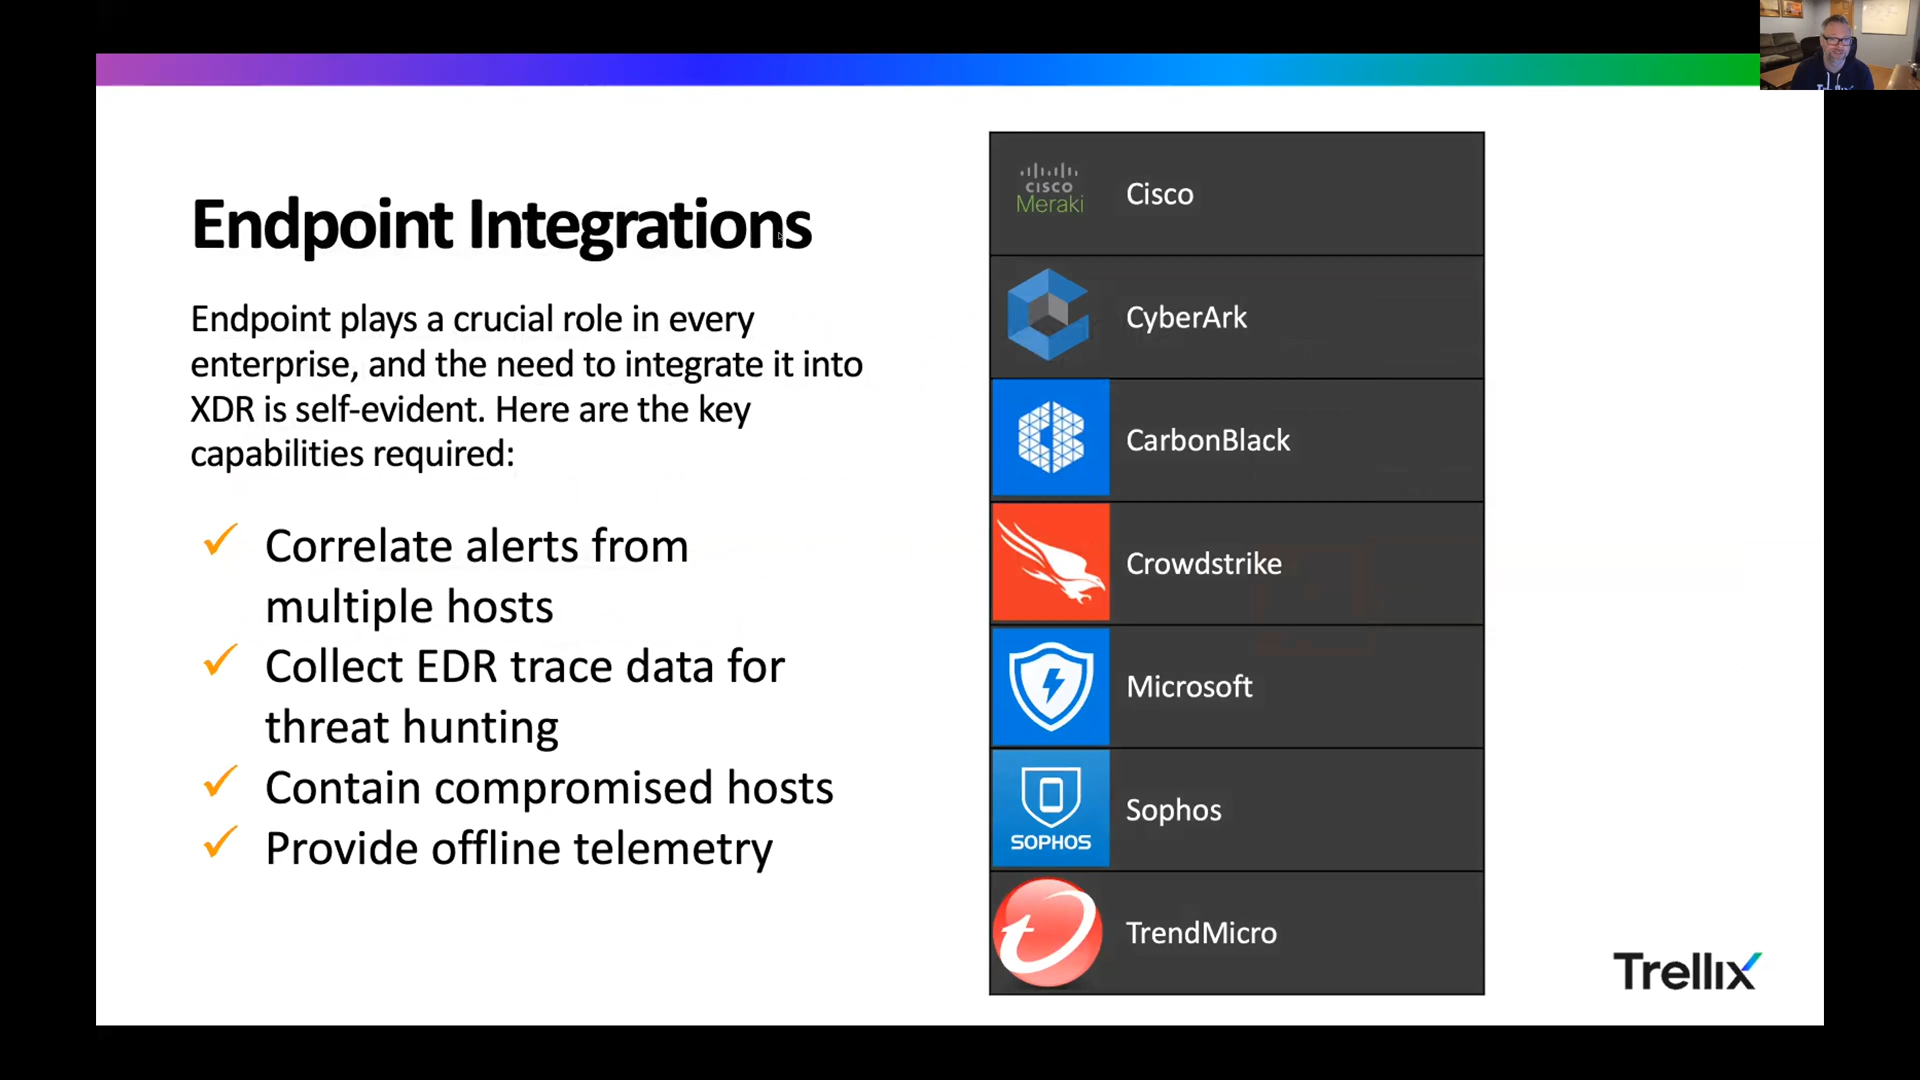 Endpoint Integrations
Endpoint plays a crucial role in every
enterprise, and the need to integrate it into
XDR is self-evident. Here are the key
capabilities required:
✓ Correlate alerts from
multiple hosts
✓ Collect EDR trace data for
threat hunting
✓ Contain compromised hosts
✓ Provide offline telemetry
CISCO
Meraki
Cisco
CyberArk
CarbonBlack
Crowdstrike
Microsoft
SOPHOS
Sophos
TrendMicro
Trellix